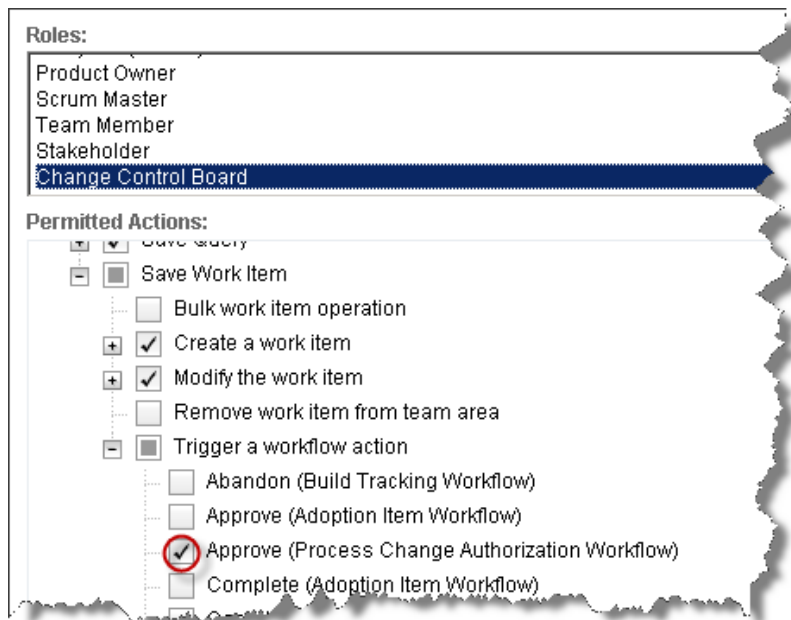 Roles:
Product Owner
Scrum Master
Team Member
Stakeholder
Change Control Board
Permitted Actions:
Save Query
Save Work Item
Bulk work item operation
Create a work item
Modify the work item
Remove work item from team area
Trigger a workflow action
Abandon (Build Tracking Workflow)
Approve (Adoption Item Workflow)
Approve (Process Change Authorization Workflow)
Complete (Adoption Item Workflow)